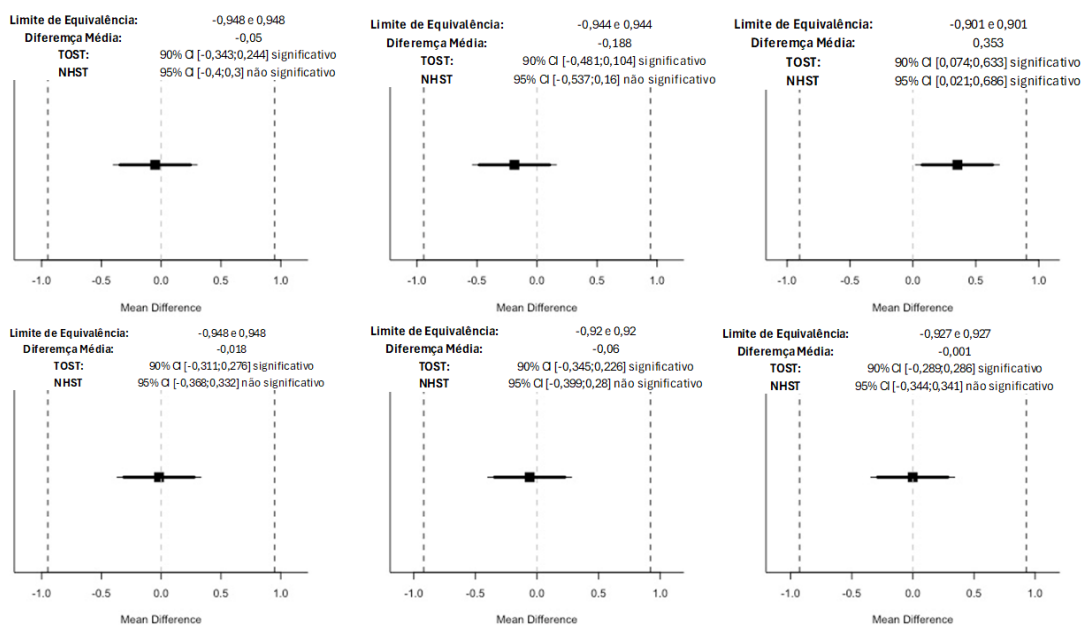 Limite de Equivalência: -0,948 e 0,948
Diferemça Média: -0,05
TOST: 90% CI [-0,343;0,244] significativo
NHST 95% CI [-0,4;0,3] não significativo
-1.0 -0.5 0.0 0.5 1.0
Mean Difference
Limite de Equivalência: -0,944 e 0,944
Diferemça Média: -0,188
TOST: 90% CI [-0,481;0,104] significativo
NHST 95% CI [-0,537;0,16] não significativo
-1.0 -0.5 0.0 0.5 1.0
Mean Difference
Limite de Equivalência: -0,901 e 0,901
Diferemça Média: 0,353
TOST: 90% CI [0,074;0,633] significativo
NHST 95% CI [0,021;0,686] significativo
-1.0 -0.5 0.0 0.5 1.0
Mean Difference
Limite de Equivalência: -0,948 e 0,948
Diferemça Média: -0,018
TOST: 90% CI [-0,311;0,276] significativo
NHST 95% CI [-0,368;0,332] não significativo
-1.0 -0.5 0.0 0.5 1.0
Mean Difference
Limite de Equivalência: -0,92 e 0,92
Diferemça Média: -0,06
TOST: 90% CI [-0,345;0,226] significativo
NHST 95% CI [-0,399;0,28] não significativo
-1.0 -0.5 0.0 0.5 1.0
Mean Difference
Limite de Equivalência: -0,927 e 0,927
Diferemça Média: -0,001
TOST: 90% CI [-0,289;0,286] significativo
NHST 95% CI [-0,344;0,341] significativo
-1.0 -0.5 0.0 0.5 1.0
Mean Difference